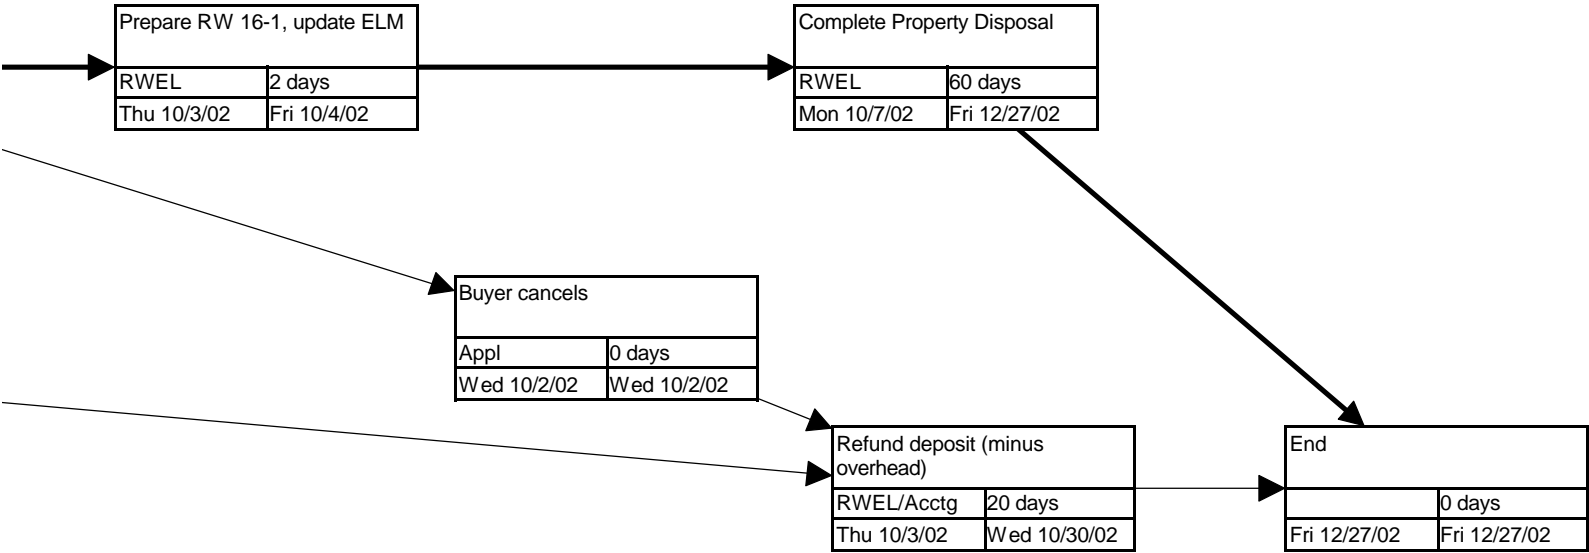 Prepare RW 16-1, update ELM
RWEL 2 days
Thu 10/3/02 Fri 10/4/02
Complete Property Disposal
RWEL 60 days
Mon 10/7/02 Fri 12/27/02
Buyer cancels
Appl 0 days
Wed 10/2/02 Wed 10/2/02
Refund deposit (minus
overhead)
RWEL/Acctg 20 days
Thu 10/3/02 Wed 10/30/02
End
0 days
Fri 12/27/02 Fri 12/27/02